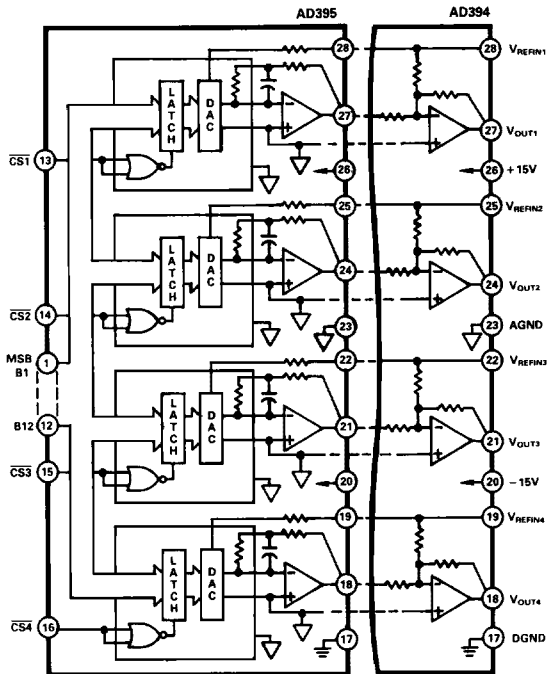 AD395
AD394
28
28
VREFIN1
LATCH
DAC
27
27
VOUT1
CS1
13
26
26
+15V
25
25
VREFIN2
LATCH
DAC
24
24
VOUT2
CS2
14
23
23
AGND
MSB
B1
1
22
22
VREFIN3
B12
12
LATCH
DAC
21
21
VOUT3
CS3
15
20
20
-15V
19
19
VREFIN4
LATCH
DAC
18
18
VOUT4
CS4
16
17
17
DGND